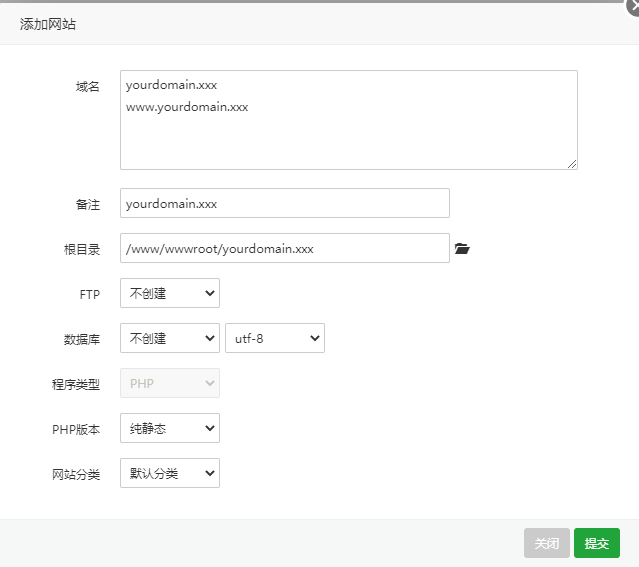 添加网站
域名
yourdomain.xxx
www.yourdomain.xxx
备注 yourdomain.xxx
根目录 /www/wwwroot/yourdomain.xxx
FTP 不创建
数据库 不创建 utf-8
程序类型 PHP
PHP版本 纯静态
网站分类 默认分类
关闭 提交